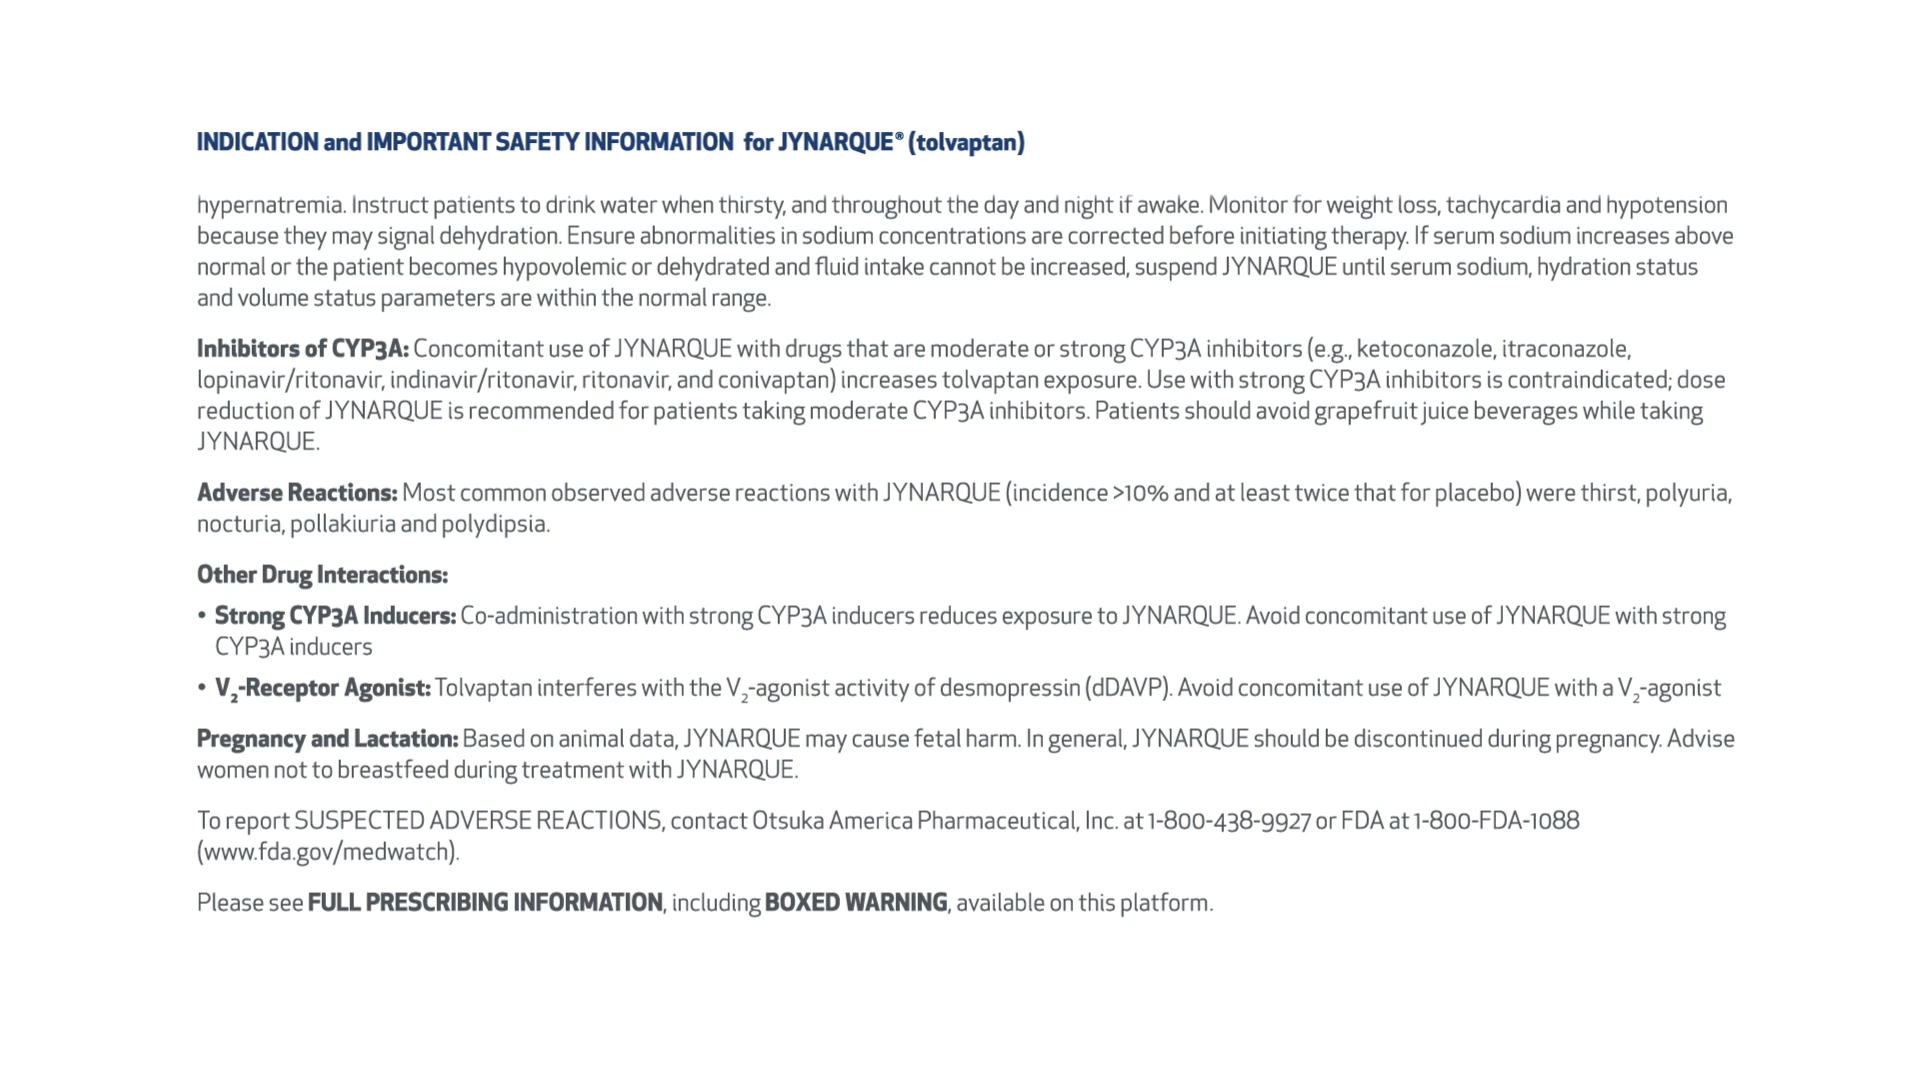 INDICATION and IMPORTANT SAFETY INFORMATION for JYNARQUE® (tolvaptan)
hypernatremia. Instruct patients to drink water when thirsty, and throughout the day and night if awake. Monitor for weight loss, tachycardia and hypotension
because they may signal dehydration. Ensure abnormalities in sodium concentrations are corrected before initiating therapy. If serum sodium increases above
normal or the patient becomes hypovolemic or dehydrated and fluid intake cannot be increased, suspend JYNARQUE until serum sodium, hydration status
and volume status parameters are within the normal range.
Inhibitors of CYP3A: Concomitant use of JYNARQUE with drugs that are moderate or strong CYP3A inhibitors (e.g., ketoconazole, itraconazole,
lopinavir/ritonavir, indinavir/ritonavir, ritonavir, and conivaptan) increases tolvaptan exposure. Use with strong CYP3A inhibitors is contraindicated; dose
reduction of JYNARQUE is recommended for patients taking moderate CYP3A inhibitors. Patients should avoid grapefruit juice beverages while taking
JYNARQUE.
Adverse Reactions: Most common observed adverse reactions with JYNARQUE (incidence >10% and at least twice that for placebo) were thirst, polyuria,
nocturia, pollakiuria and polydipsia.
Other Drug Interactions:
• Strong CYP3A Inducers: Co-administration with strong CYP3A inducers reduces exposure to JYNARQUE. Avoid concomitant use of JYNARQUE with strong
CYP3A inducers
• V₂-Receptor Agonist: Tolvaptan interferes with the V₂-agonist activity of desmopressin (dDAVP). Avoid concomitant use of JYNARQUE with a V₂-agonist
Pregnancy and Lactation: Based on animal data, JYNARQUE may cause fetal harm. In general, JYNARQUE should be discontinued during pregnancy. Advise
women not to breastfeed during treatment with JYNARQUE.
To report SUSPECTED ADVERSE REACTIONS, contact Otsuka America Pharmaceutical, Inc. at 1-800-438-9927 or FDA at 1-800-FDA-1088
(www.fda.gov/medwatch).
Please see FULL PRESCRIBING INFORMATION, including BOXED WARNING, available on this platform.